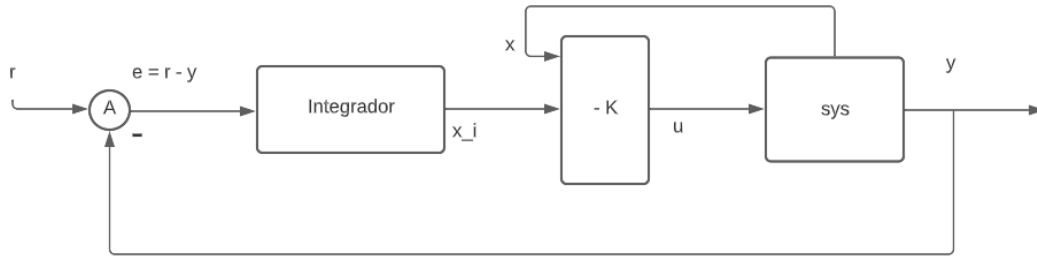 r
e = r - y
A
-
Integrador
x_i
x
- K
u
sys
y